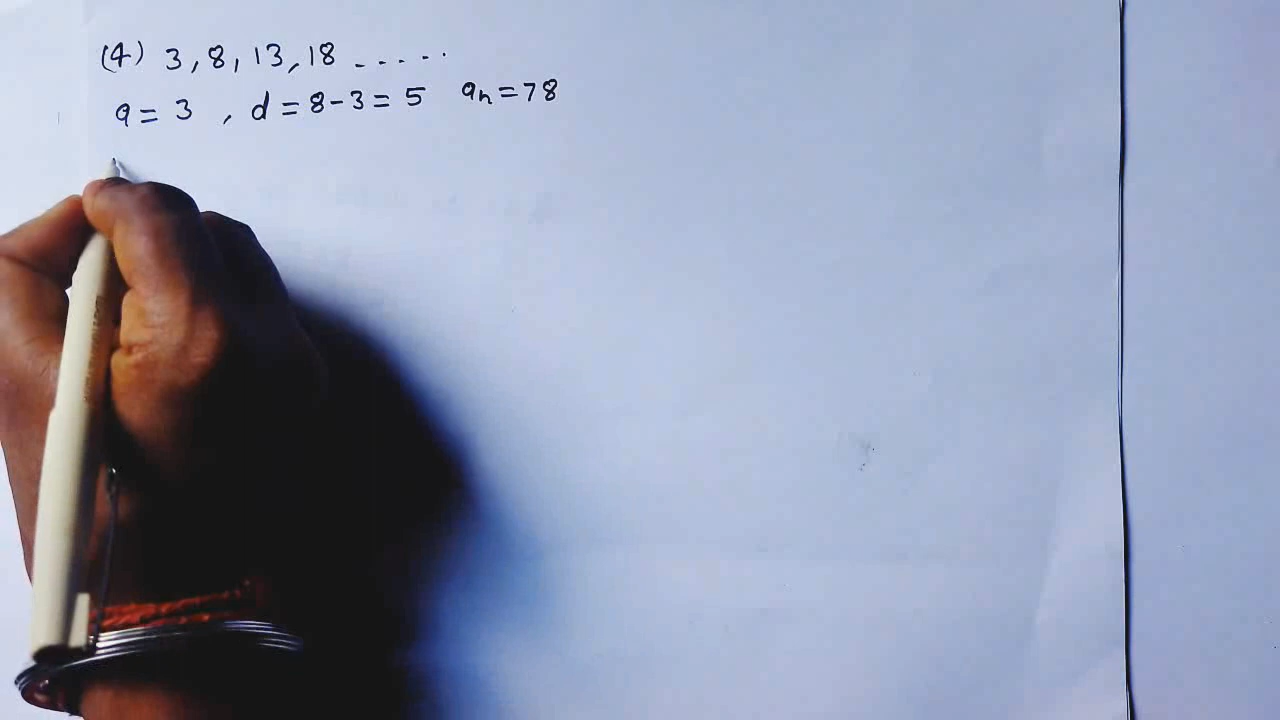 (4) 3, 8, 13, 18 - - - - .
a = 3 , d = 8 - 3 = 5 an = 78